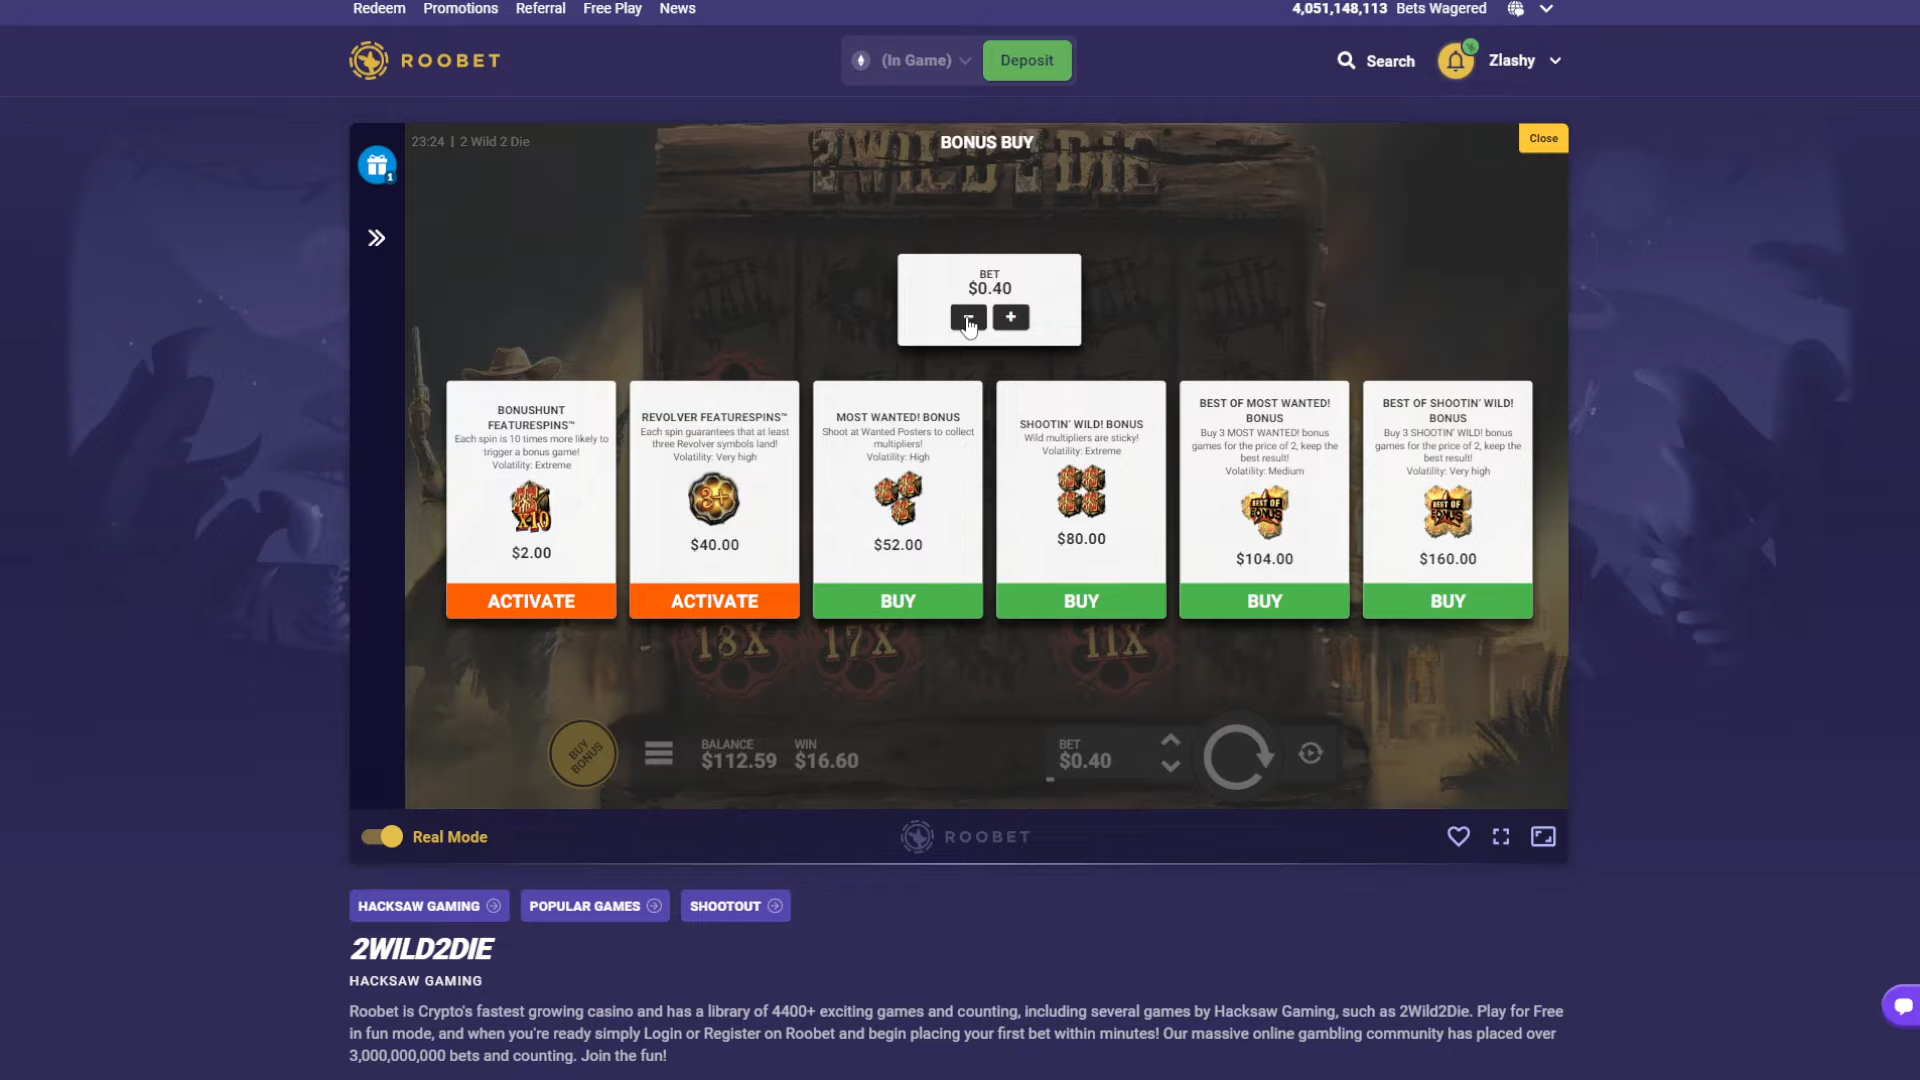 Redeem Promotions Referral Free Play News
4,051,148,113 Bets Wagered
ROOBET
(In Game)
Deposit
Search
Zlashy
23:24 | 2 Wild 2 Die
BONUS BUY
Close
2WILD2DIE
1
BET
$0.40
- +
BONUSHUNT
FEATURESPINS™
Each spin is 10 times more likely to
trigger a bonus game!
Volatility: Extreme
X10
$2.00
ACTIVATE
REVOLVER FEATURESPINS™
Each spin guarantees that at least
three Revolver symbols land!
Volatility: Very high
3+
$40.00
ACTIVATE
MOST WANTED! BONUS
Shoot at Wanted Posters to collect
multipliers!
Volatility: High
$52.00
BUY
SHOOTIN' WILD! BONUS
Wild multipliers are sticky!
Volatility: Extreme
$80.00
BUY
BEST OF MOST WANTED!
BONUS
Buy 3 MOST WANTED! bonus
games for the price of 2, keep the
best result!
Volatility: Medium
BEST OF
BONUS
$104.00
BUY
BEST OF SHOOTIN' WILD!
BONUS
Buy 3 SHOOTIN' WILD! bonus
games for the price of 2, keep the
best result!
Volatility: Very high
BEST OF
BONUS
$160.00
BUY
18X 17X 11X
BUY
BONUS
BALANCE
$112.59
WIN
$16.60
BET
$0.40
Real Mode
ROOBET
HACKSAW GAMING
POPULAR GAMES
SHOOTOUT
2WILD2DIE
HACKSAW GAMING
Roobet is Crypto's fastest growing casino and has a library of 4400+ exciting games and counting, including several games by Hacksaw Gaming, such as 2Wild2Die. Play for Free
in fun mode, and when you're ready simply Login or Register on Roobet and begin placing your first bet within minutes! Our massive online gambling community has placed over
3,000,000,000 bets and counting. Join the fun!